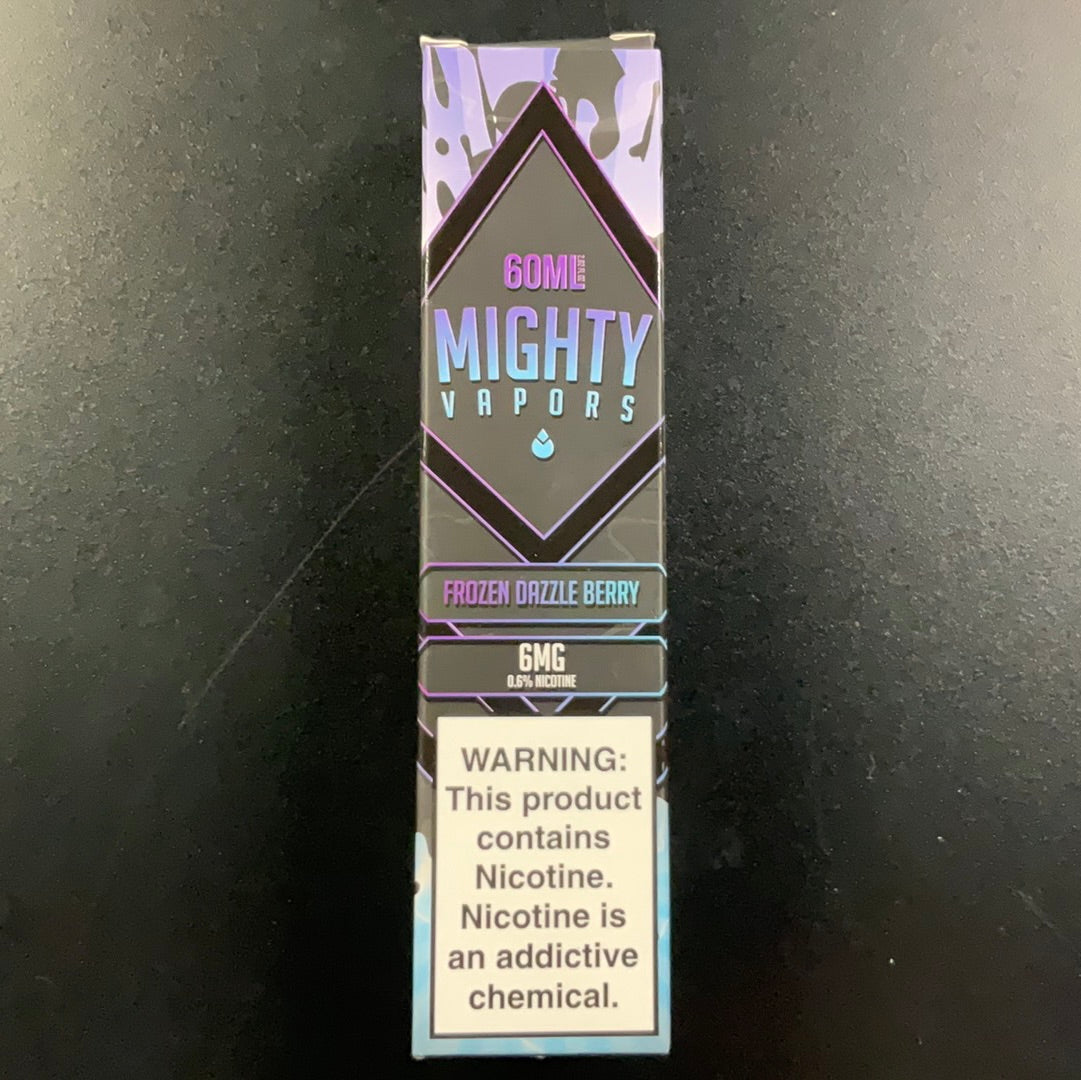 60ML
MIGHTY
VAPORS
FROZEN DAZZLE BERRY
6MG
0.6% NICOTINE
WARNING:
This product
contains
Nicotine.
Nicotine is
an addictive
chemical.